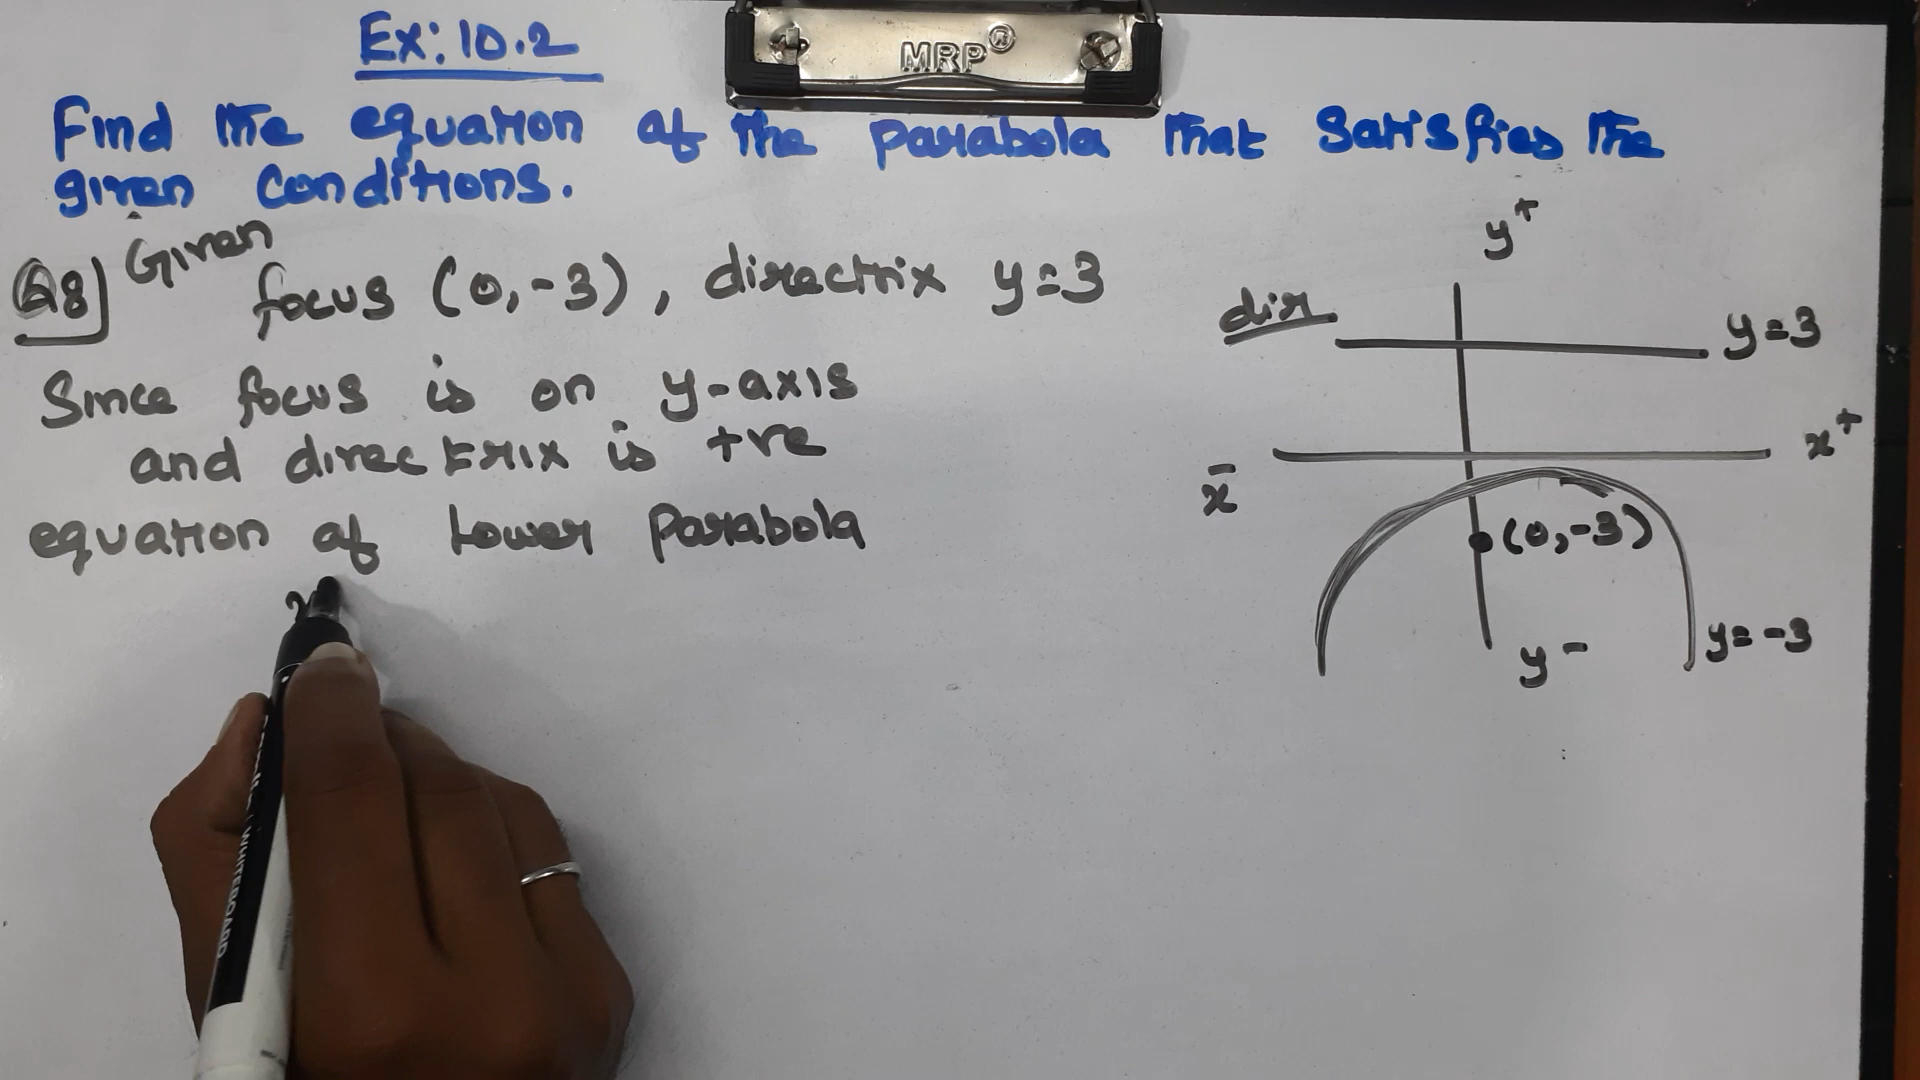 MRP®
Ex: 10.2
Find the equation of the parabola that satisfies the
given conditions.
Q8) Given
focus (0,-3), directrix y=3
Since focus is on y-axis
and directrix is +ve
equation of Lower Parabola
y+
dir
y=3
x+
x̄
(0,-3)
y=-3
y-
WHITEBOARD